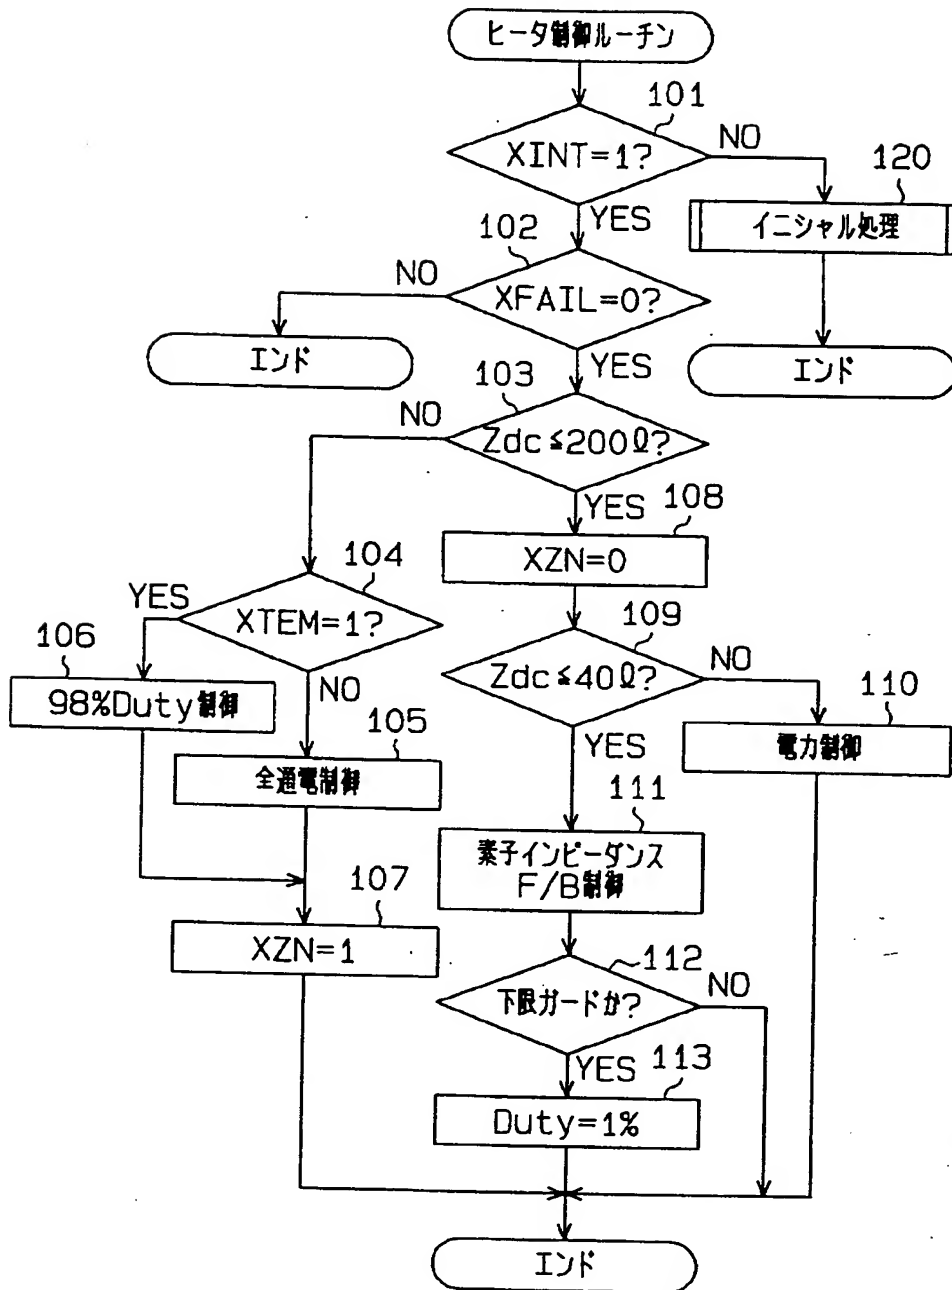 ヒータ制御ルーチン
101
XINT=1?
NO
120
YES
イニシャル処理
102
NO
XFAIL=0?
エンド
エンド
YES
103
NO
Zdc≦200Ω?
YES
108
XZN=0
104
YES
XTEM=1?
109
106
NO
Zdc≦40Ω?
NO
98%Duty制御
110
105
YES
電力制御
全通電制御
111
素子インピーダンス
F/B制御
107
XZN=1
112
下限ガードか?
NO
YES
113
Duty=1%
エンド